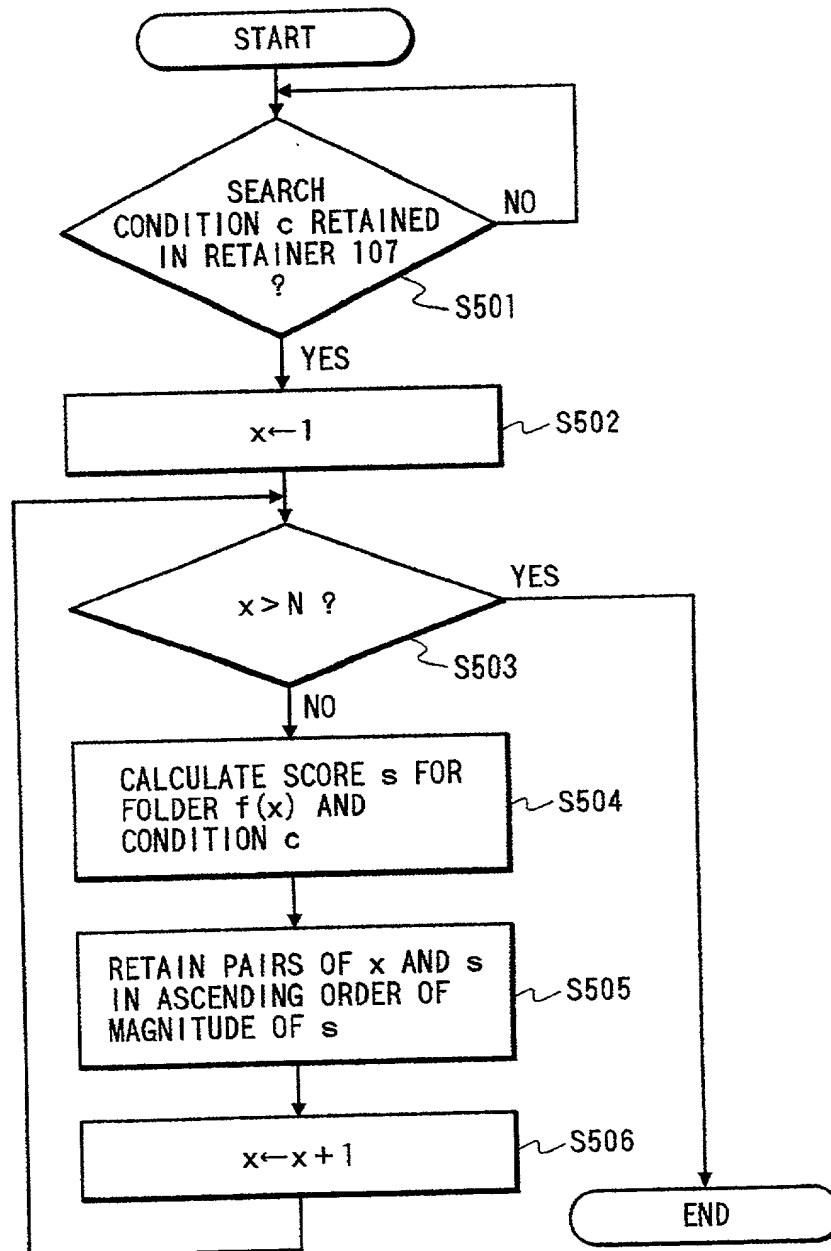 START
SEARCH
CONDITION c RETAINED
IN RETAINER 107
?
NO
S501
YES
x←1
S502
x>N ?
YES
S503
NO
CALCULATE SCORE s FOR
FOLDER f(x) AND
CONDITION c
S504
RETAIN PAIRS OF x AND s
IN ASCENDING ORDER OF
MAGNITUDE OF s
S505
x←x+1
S506
END